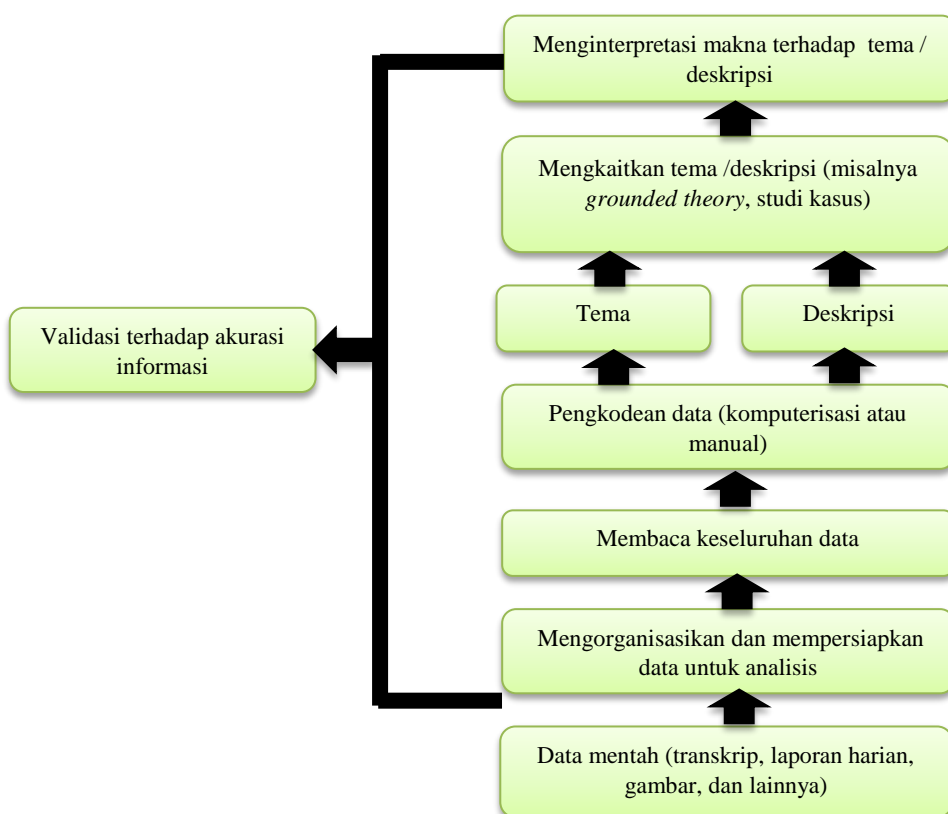 Menginterpretasi makna terhadap tema /
deskripsi
Mengkaitkan tema /deskripsi (misalnya
grounded theory, studi kasus)
Tema
Deskripsi
Validasi terhadap akurasi
informasi
Pengkodean data (komputerisasi atau
manual)
Membaca keseluruhan data
Mengorganisasikan dan mempersiapkan
data untuk analisis
Data mentah (transkrip, laporan harian,
gambar, dan lainnya)